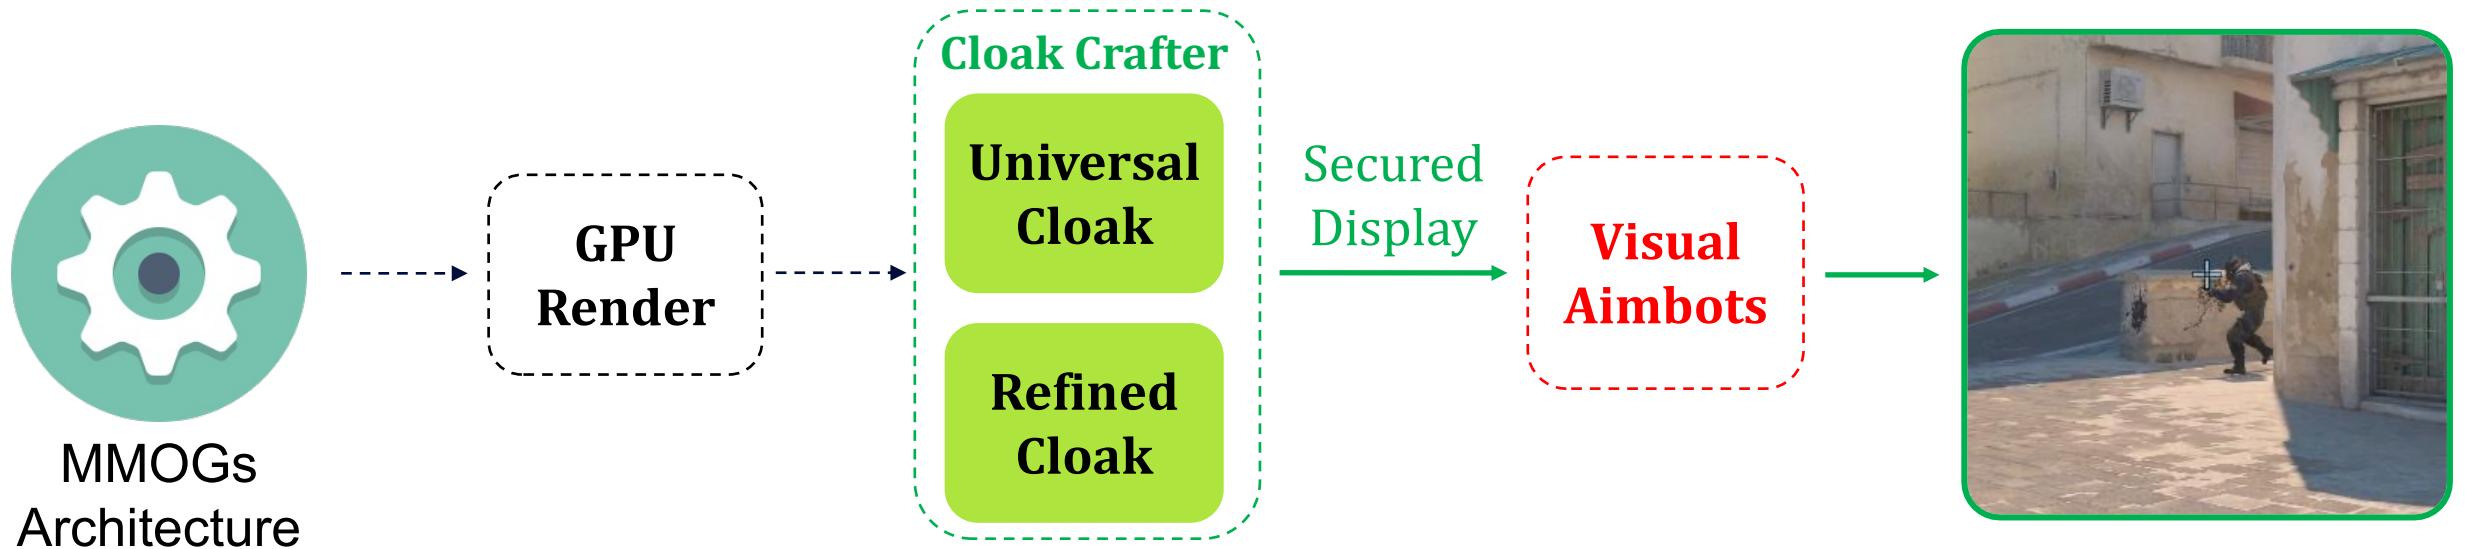 MMOGs
Architecture
GPU
Render
Cloak Crafter
Universal
Cloak
Refined
Cloak
Secured
Display
Visual
Aimbots